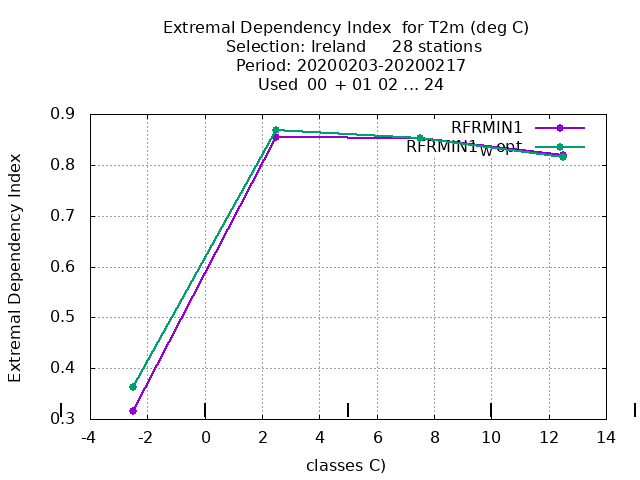 Extremal Dependency Index for T2m (deg C)
Selection: Ireland 28 stations
Period: 20200203-20200217
Used 00 + 01 02 ... 24
0.9
0.8
0.7
0.6
0.5
0.4
0.3
Extremal Dependency Index
RFRMIN1
RFRMIN1_wopt
-4 -2 0 2 4 6 8 10 12 14
classes C)